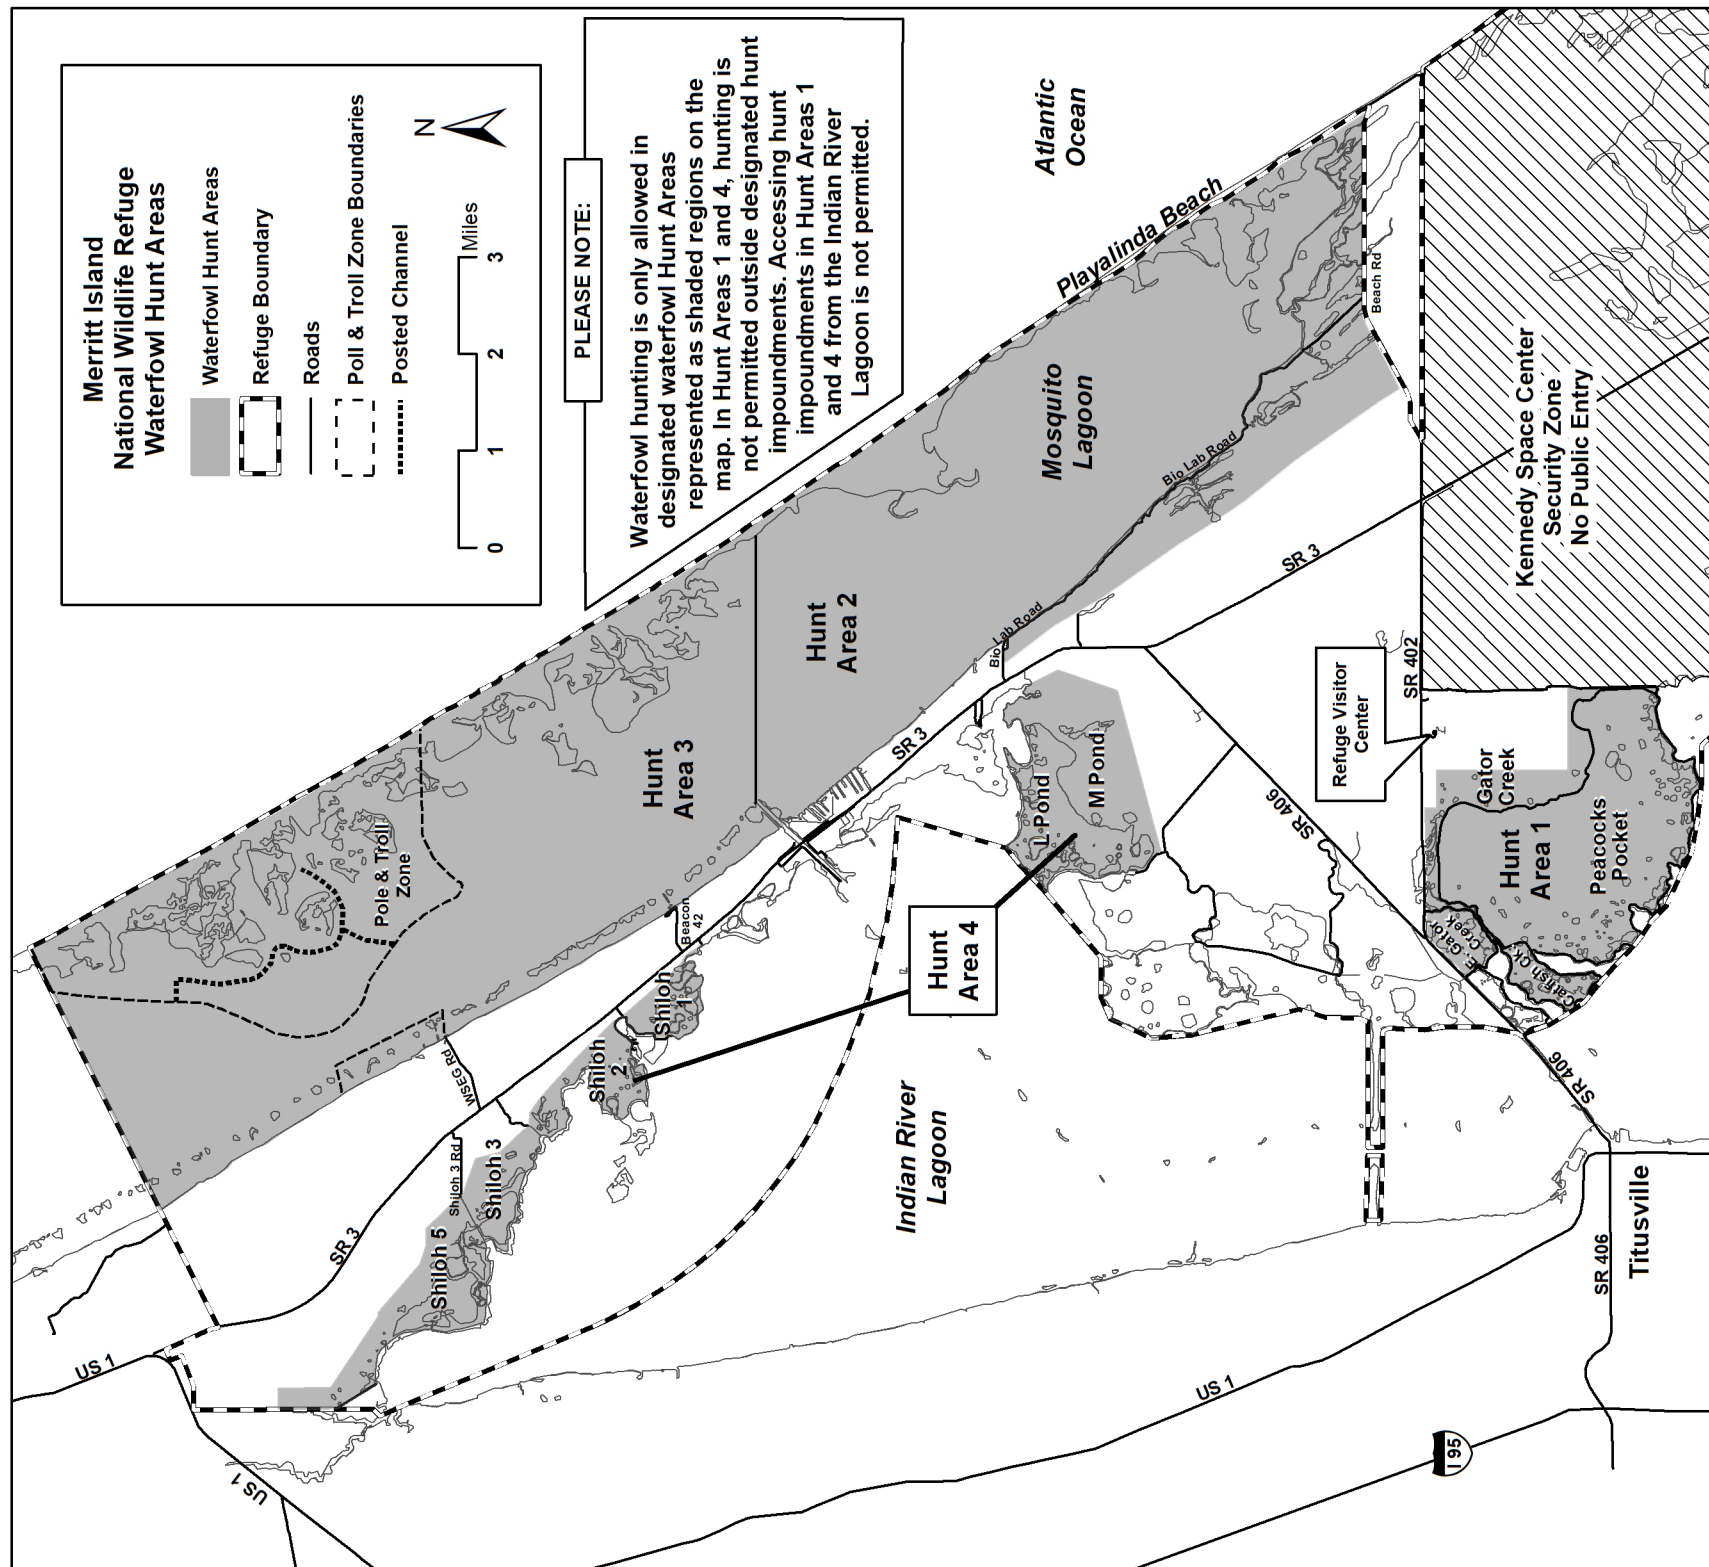 Merritt Island
National Wildlife Refuge
Waterfowl Hunt Areas
Waterfowl Hunt Areas
Refuge Boundary
Roads
Poll & Troll Zone Boundaries
Posted Channel
N
0 1 2 3
Miles
PLEASE NOTE:
Waterfowl hunting is only allowed in
designated waterfowl Hunt Areas
represented as shaded regions on the
map. In Hunt Areas 1 and 4, hunting is
not permitted outside designated hunt
impoundments. Accessing hunt
impoundments in Hunt Areas 1
and 4 from the Indian River
Lagoon is not permitted.
Atlantic
Ocean
Playalinda Beach
Mosquito
Lagoon
Beach Rd
Bio Lab Road
Bio Lab Road
Hunt
Area 2
Hunt
Area 3
Pole & Troll
Zone
Beacon
42
WSEG Rd
SR 3
SR 3
SR 3
Shiloh
1
Shiloh
2
Shiloh 3
Shiloh 3 Rd
Shiloh 5
US 1
US 1
US 1
Hunt
Area 4
L Pond
M Pond
Indian River
Lagoon
Kennedy Space Center
Security Zone
No Public Entry
SR 402
Refuge Visitor
Center
SR 406
SR 406
SR 406
Gator
Creek
Hunt
Area 1
Peacocks
Pocket
E. Gator
Creek
Catfish Ck.
Titusville
I 95